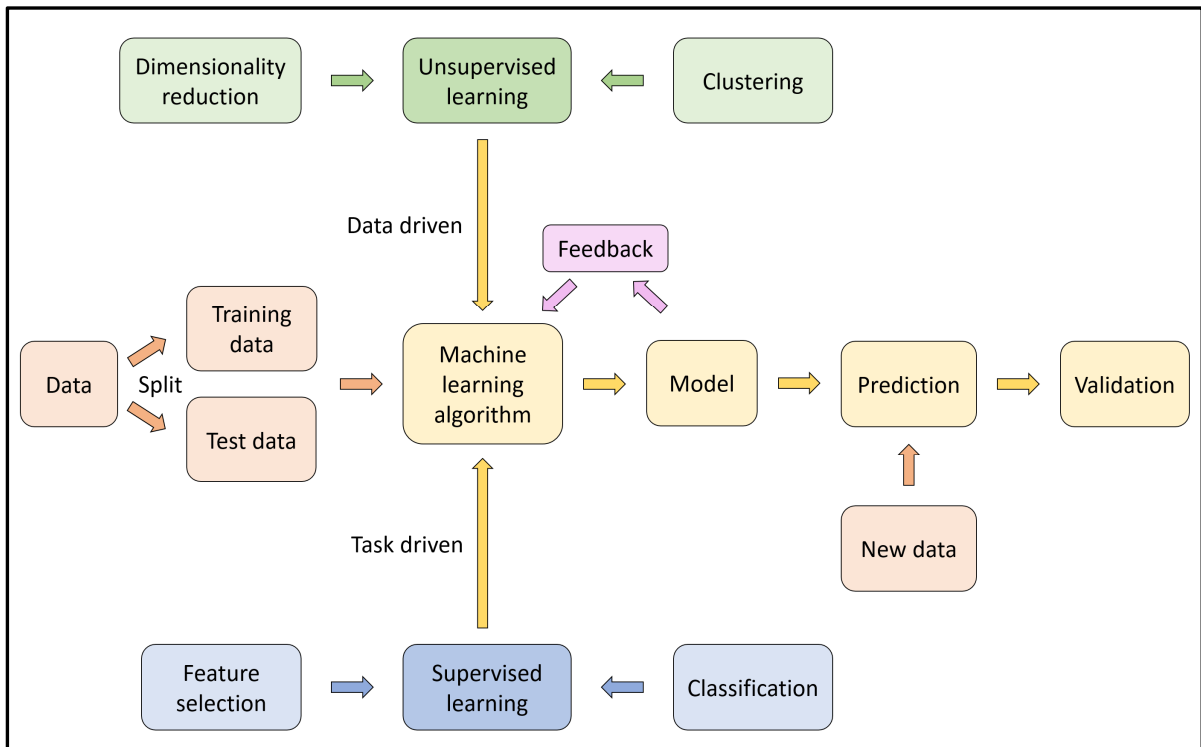 Dimensionality
reduction
Unsupervised
learning
Clustering
Data driven
Feedback
Training
data
Data
Split
Test data
Machine
learning
algorithm
Model
Prediction
Validation
New data
Task driven
Feature
selection
Supervised
learning
Classification